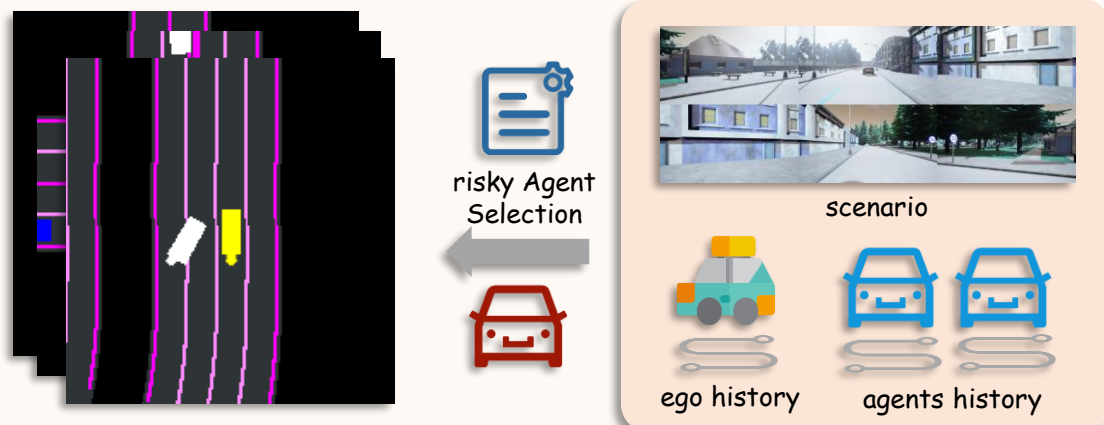 risky Agent
Selection
scenario
ego history
agents history